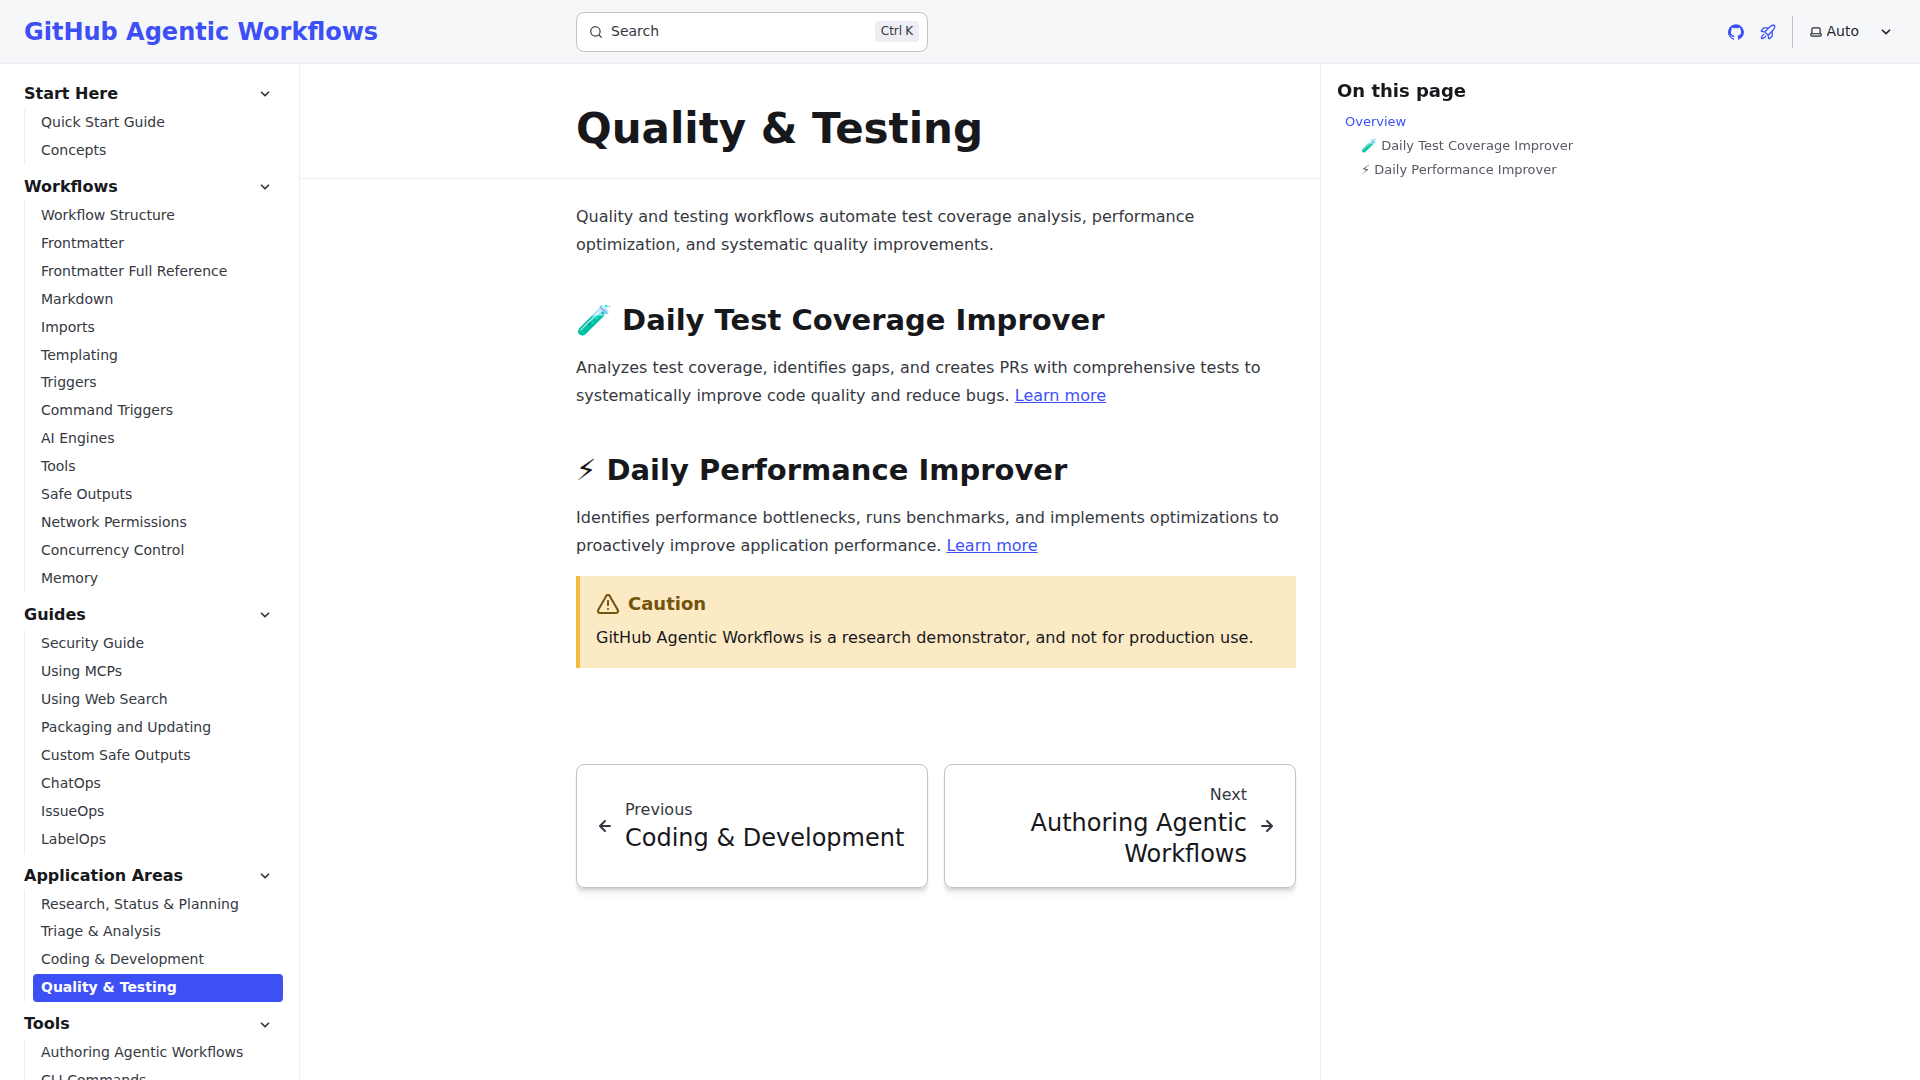 GitHub Agentic Workflows
Search
Ctrl K
Auto
Start Here
Quick Start Guide
Concepts
Workflows
Workflow Structure
Frontmatter
Frontmatter Full Reference
Markdown
Imports
Templating
Triggers
Command Triggers
AI Engines
Tools
Safe Outputs
Network Permissions
Concurrency Control
Memory
Guides
Security Guide
Using MCPs
Using Web Search
Packaging and Updating
Custom Safe Outputs
ChatOps
IssueOps
LabelOps
Application Areas
Research, Status & Planning
Triage & Analysis
Coding & Development
Quality & Testing
Tools
Authoring Agentic Workflows
CLI Commands
Quality & Testing
Quality and testing workflows automate test coverage analysis, performance
optimization, and systematic quality improvements.
🧪 Daily Test Coverage Improver
Analyzes test coverage, identifies gaps, and creates PRs with comprehensive tests to
systematically improve code quality and reduce bugs. Learn more
⚡ Daily Performance Improver
Identifies performance bottlenecks, runs benchmarks, and implements optimizations to
proactively improve application performance. Learn more
Caution
GitHub Agentic Workflows is a research demonstrator, and not for production use.
Previous
Coding & Development
Next
Authoring Agentic
Workflows
On this page
Overview
🧪 Daily Test Coverage Improver
⚡ Daily Performance Improver